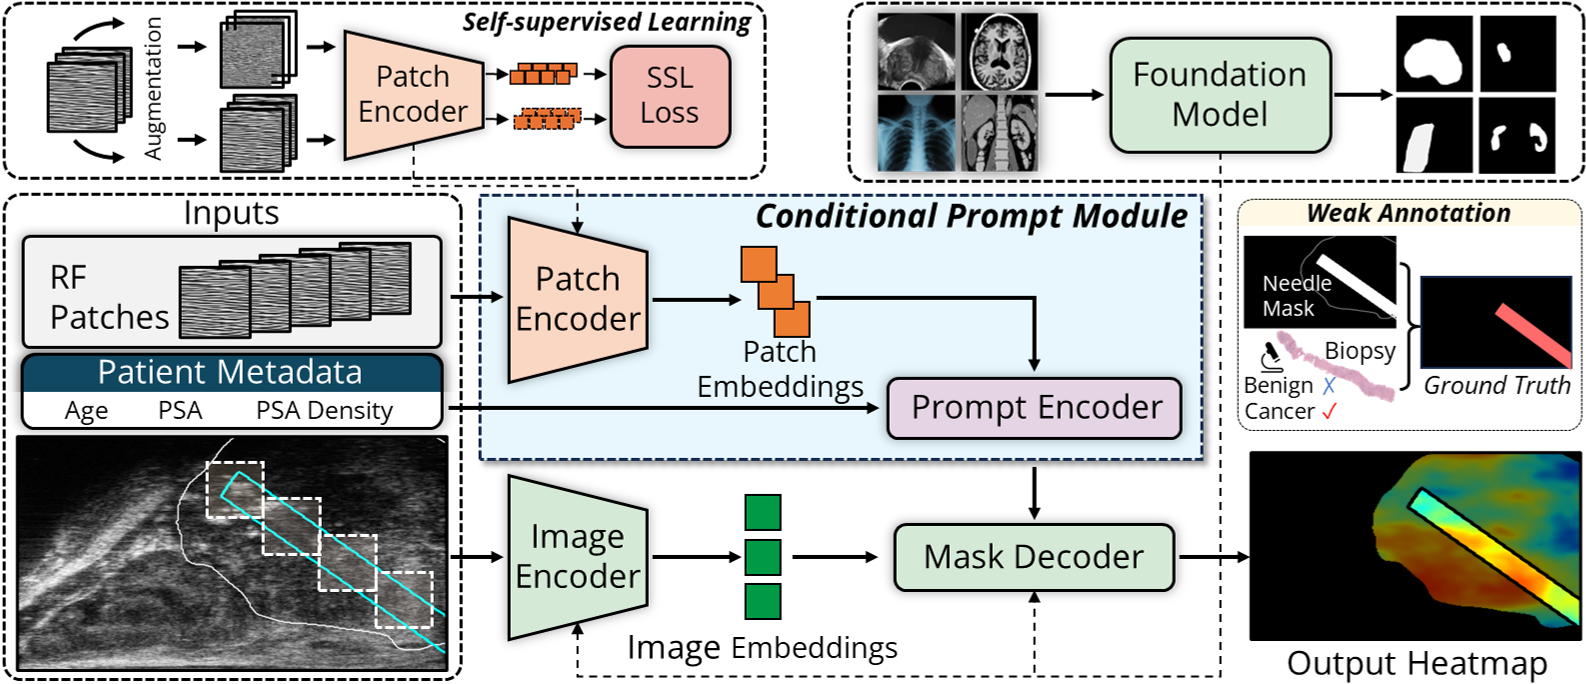 Self-supervised Learning
Augmentation
Patch
Encoder
SSL
Loss
Foundation
Model
Inputs
RF
Patches
Patient Metadata
Age PSA PSA Density
Conditional Prompt Module
Patch
Encoder
Patch
Embeddings
Prompt Encoder
Weak Annotation
Needle
Mask
Biopsy
Benign ✗
Cancer ✓
Ground Truth
Image
Encoder
Image Embeddings
Mask Decoder
Output Heatmap